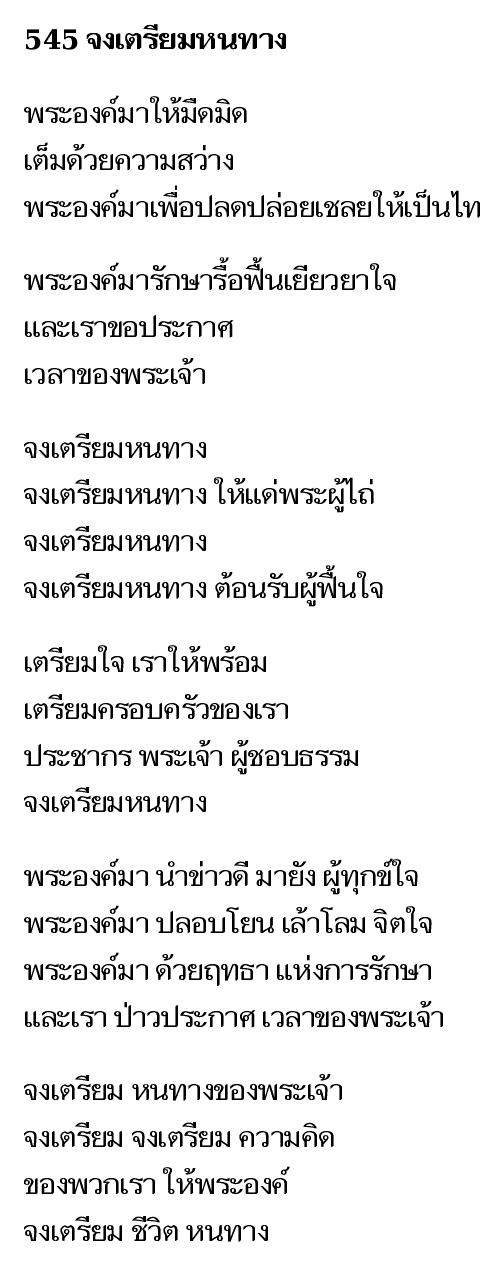 545 จงเตรียมหนทาง
พระองค์มาให้มืดมิด
เต็มด้วยความสว่าง
พระองค์มาเพื่อปลดปล่อยเชลยให้เป็นไท
พระองค์มารักษารื้อฟื้นเยียวยาใจ
และเราขอประกาศ
เวลาของพระเจ้า
จงเตรียมหนทาง
จงเตรียมหนทาง ให้แด่พระผู้ไถ่
จงเตรียมหนทาง
จงเตรียมหนทาง ต้อนรับผู้ฟื้นใจ
เตรียมใจ เราให้พร้อม
เตรียมครอบครัวของเรา
ประชากร พระเจ้า ผู้ชอบธรรม
จงเตรียมหนทาง
พระองค์มา นำข่าวดี มายัง ผู้ทุกข์ใจ
พระองค์มา ปลอบโยน เล้าโลม จิตใจ
พระองค์มา ด้วยฤทธา แห่งการรักษา
และเรา ป่าวประกาศ เวลาของพระเจ้า
จงเตรียม หนทางของพระเจ้า
จงเตรียม จงเตรียม ความคิด
ของพวกเรา ให้พระองค์
จงเตรียม ชีวิต หนทาง